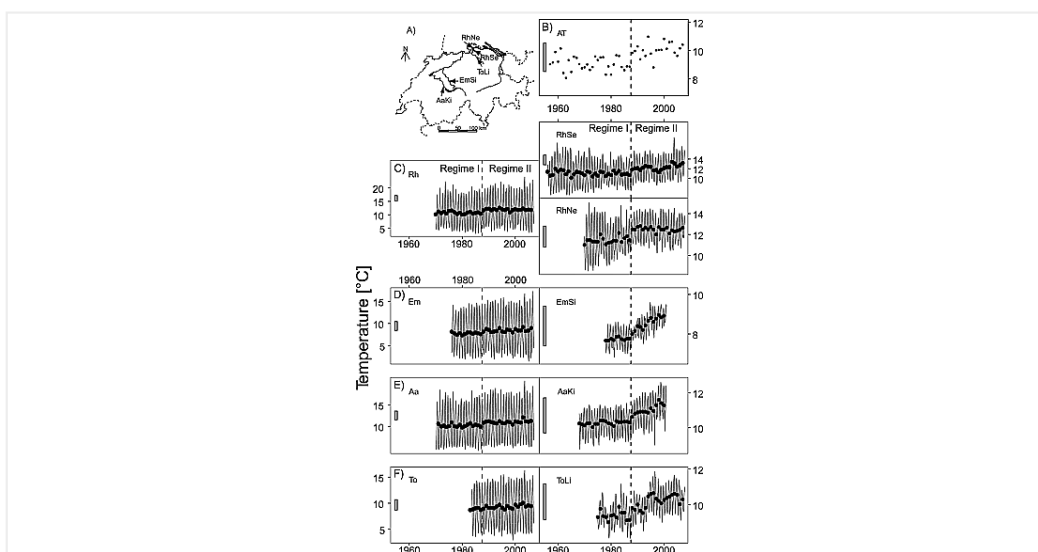 A)
RhNe
N
RhSe
ToLi
EmSi
AaKi
0 50 100 km
B) AT
12
10
8
1960 1980 2000
Regime I Regime II
RhSe
14
12
10
C) Rh Regime I Regime II
20
15
10
5
1960 1980 2000
RhNe
14
12
10
Temperature [°C]
1960 1980 2000
D) Em
15
10
5
EmSi
10
8
E) Aa
15
10
AaKi
12
10
F) To
15
10
5
ToLi
12
10
1960 1980 2000
1960 1980 2000